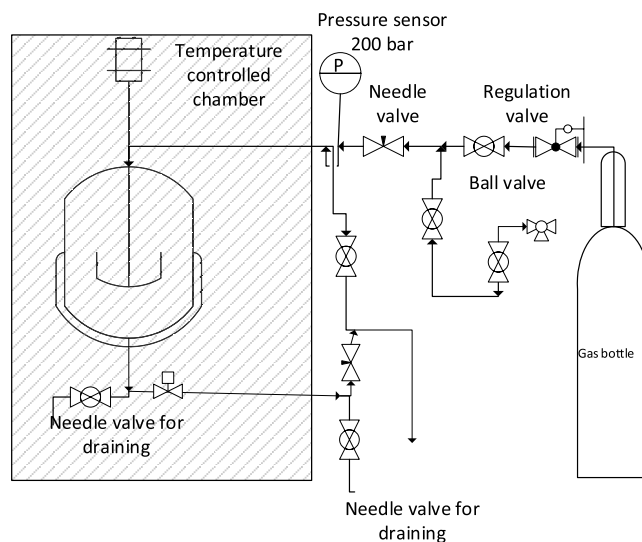 Pressure sensor
200 bar
P
Temperature
controlled
chamber
Needle
valve
Regulation
valve
Ball valve
Gas bottle
Needle valve for
draining
Needle valve for
draining